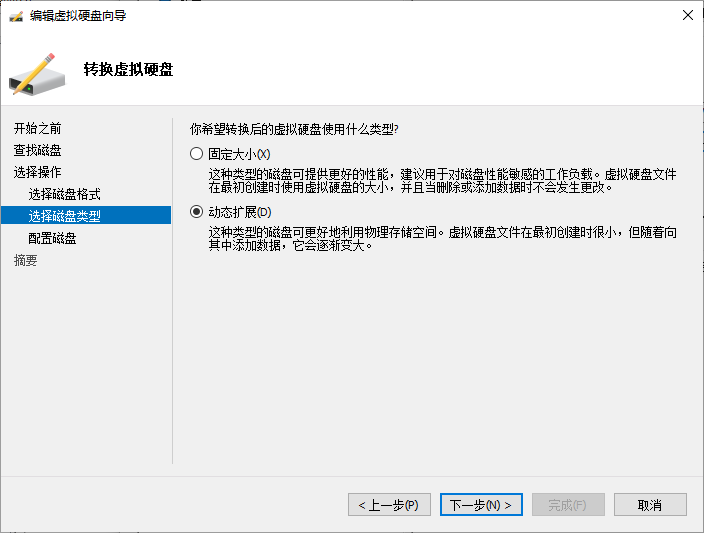 编辑虚拟硬盘向导
转换虚拟硬盘
开始之前
查找磁盘
选择操作
选择磁盘格式
选择磁盘类型
配置磁盘
摘要
你希望转换后的虚拟硬盘使用什么类型?
固定大小(X)
这种类型的磁盘可提供更好的性能，建议用于对磁盘性能敏感的工作负载。虚拟硬盘文件
在最初创建时使用虚拟硬盘的大小，并且当删除或添加数据时不会发生更改。
动态扩展(D)
这种类型的磁盘可更好地利用物理存储空间。虚拟硬盘文件在最初创建时很小，但随着向
其中添加数据，它会逐渐变大。
< 上一步(P)
下一步(N) >
完成(F)
取消